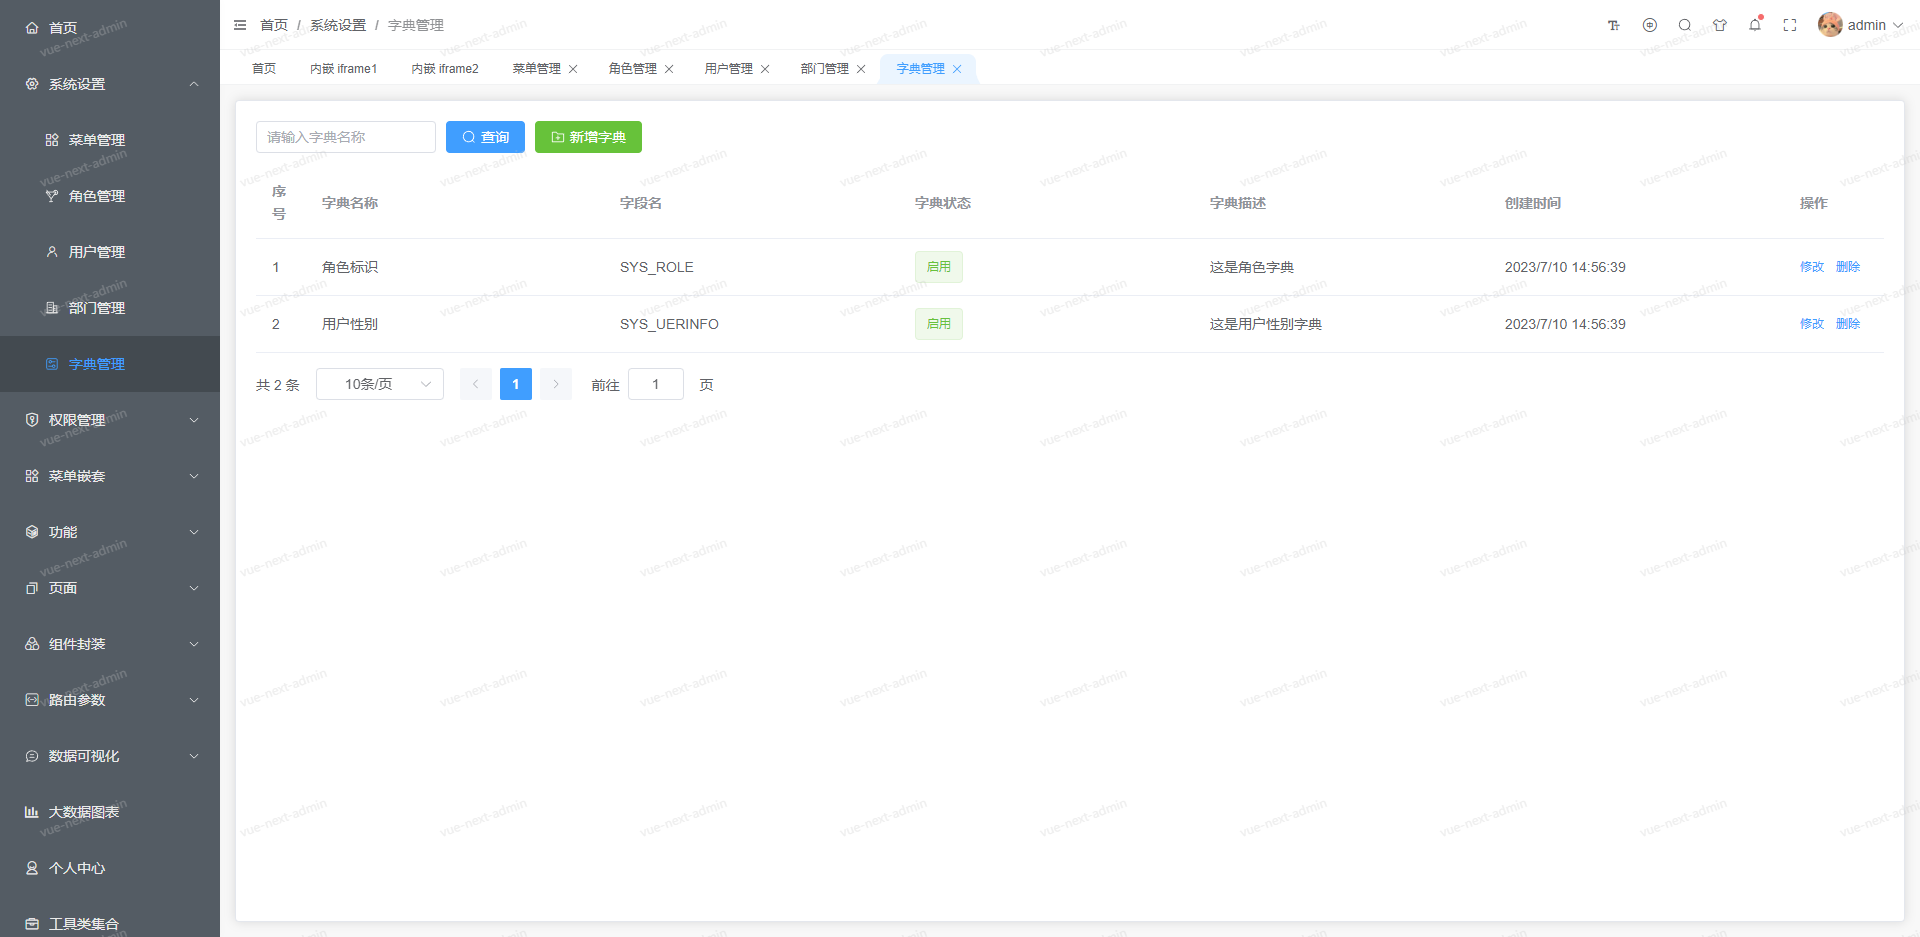 首页
系统设置
菜单管理
角色管理
用户管理
部门管理
字典管理
权限管理
菜单嵌套
功能
页面
组件封装
路由参数
数据可视化
大数据图表
个人中心
工具类集合
首页 / 系统设置 / 字典管理
admin
首页 内嵌 iframe1 内嵌 iframe2 菜单管理 角色管理 用户管理 部门管理 字典管理
请输入字典名称 查询 新增字典
序号 字典名称 字段名 字典状态 字典描述 创建时间 操作
1 角色标识 SYS_ROLE 启用 这是角色字典 2023/7/10 14:56:39 修改 删除
2 用户性别 SYS_UERINFO 启用 这是用户性别字典 2023/7/10 14:56:39 修改 删除
共 2 条 10条/页 1 前往 1 页
vue-next-admin